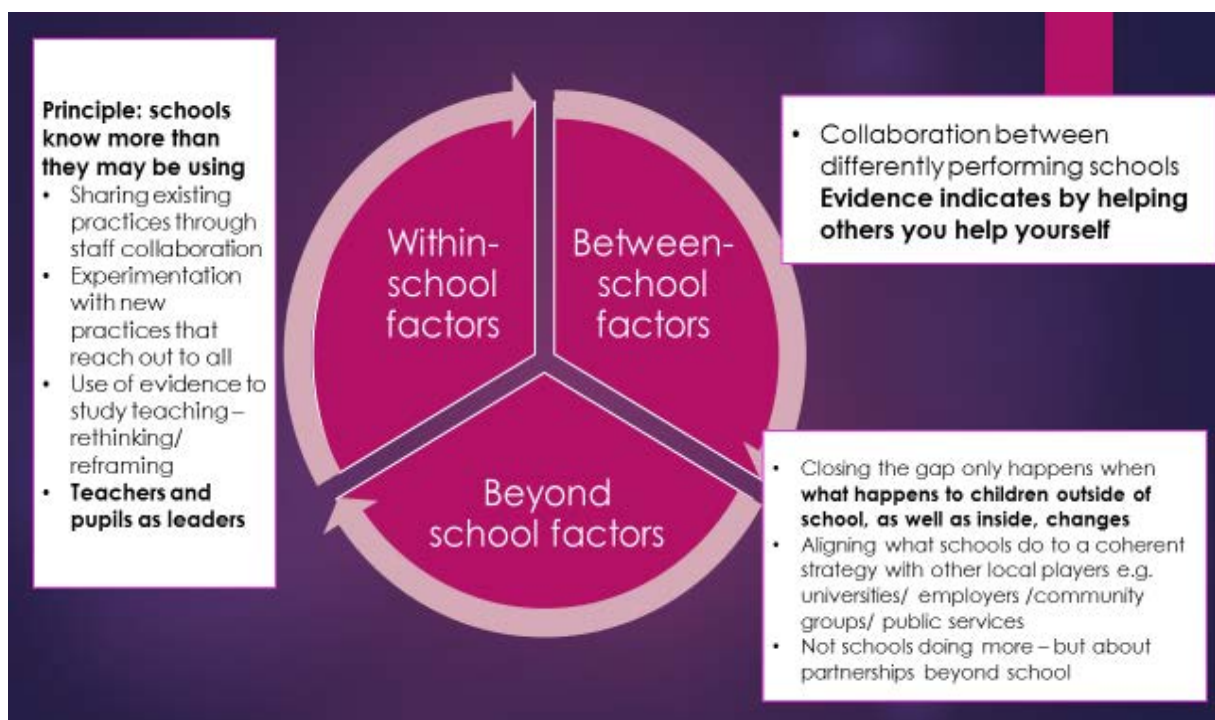 Principle: schools
know more than
they may be using
• Sharing existing
practices through
staff collaboration
• Experimentation
with new
practices that
reach out to all
• Use of evidence to
study teaching –
rethinking/
reframing
• Teachers and
pupils as leaders
Within-
school
factors
Between-
school
factors
Beyond
school factors
• Collaboration between
differently performing schools
Evidence indicates by helping
others you help yourself
• Closing the gap only happens when
what happens to children outside of
school, as well as inside, changes
• Aligning what schools do to a coherent
strategy with other local players e.g.
universities/ employers /community
groups/ public services
• Not schools doing more – but about
partnerships beyond school